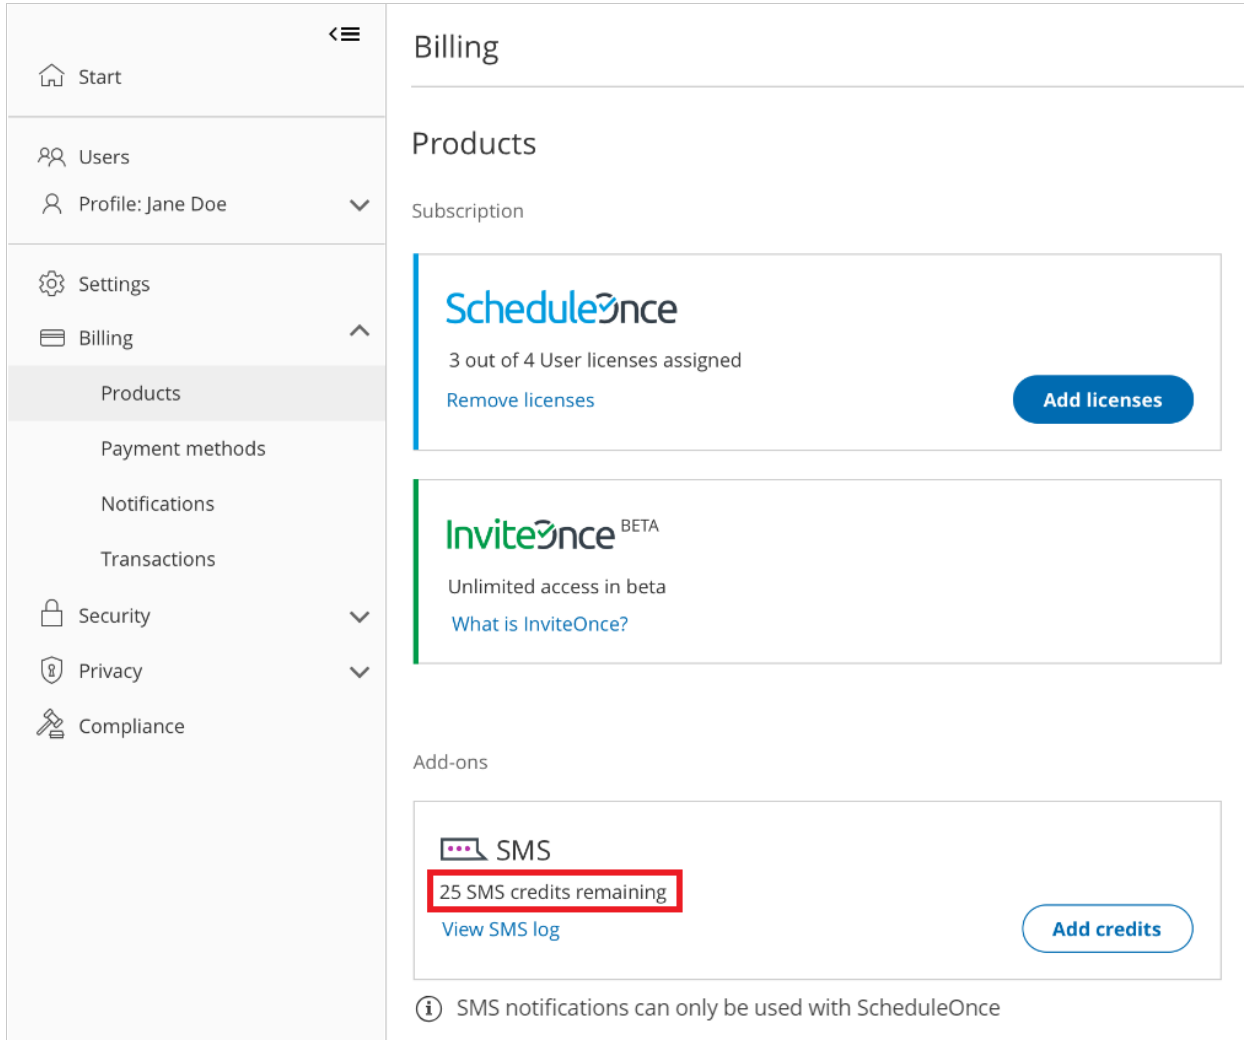 Start
Users
Profile: Jane Doe
Settings
Billing
Products
Payment methods
Notifications
Transactions
Security
Privacy
Compliance
Billing
Products
Subscription
ScheduleOnce
3 out of 4 User licenses assigned
Remove licenses
Add licenses
InviteOnce BETA
Unlimited access in beta
What is InviteOnce?
Add-ons
SMS
25 SMS credits remaining
View SMS log
Add credits
SMS notifications can only be used with ScheduleOnce